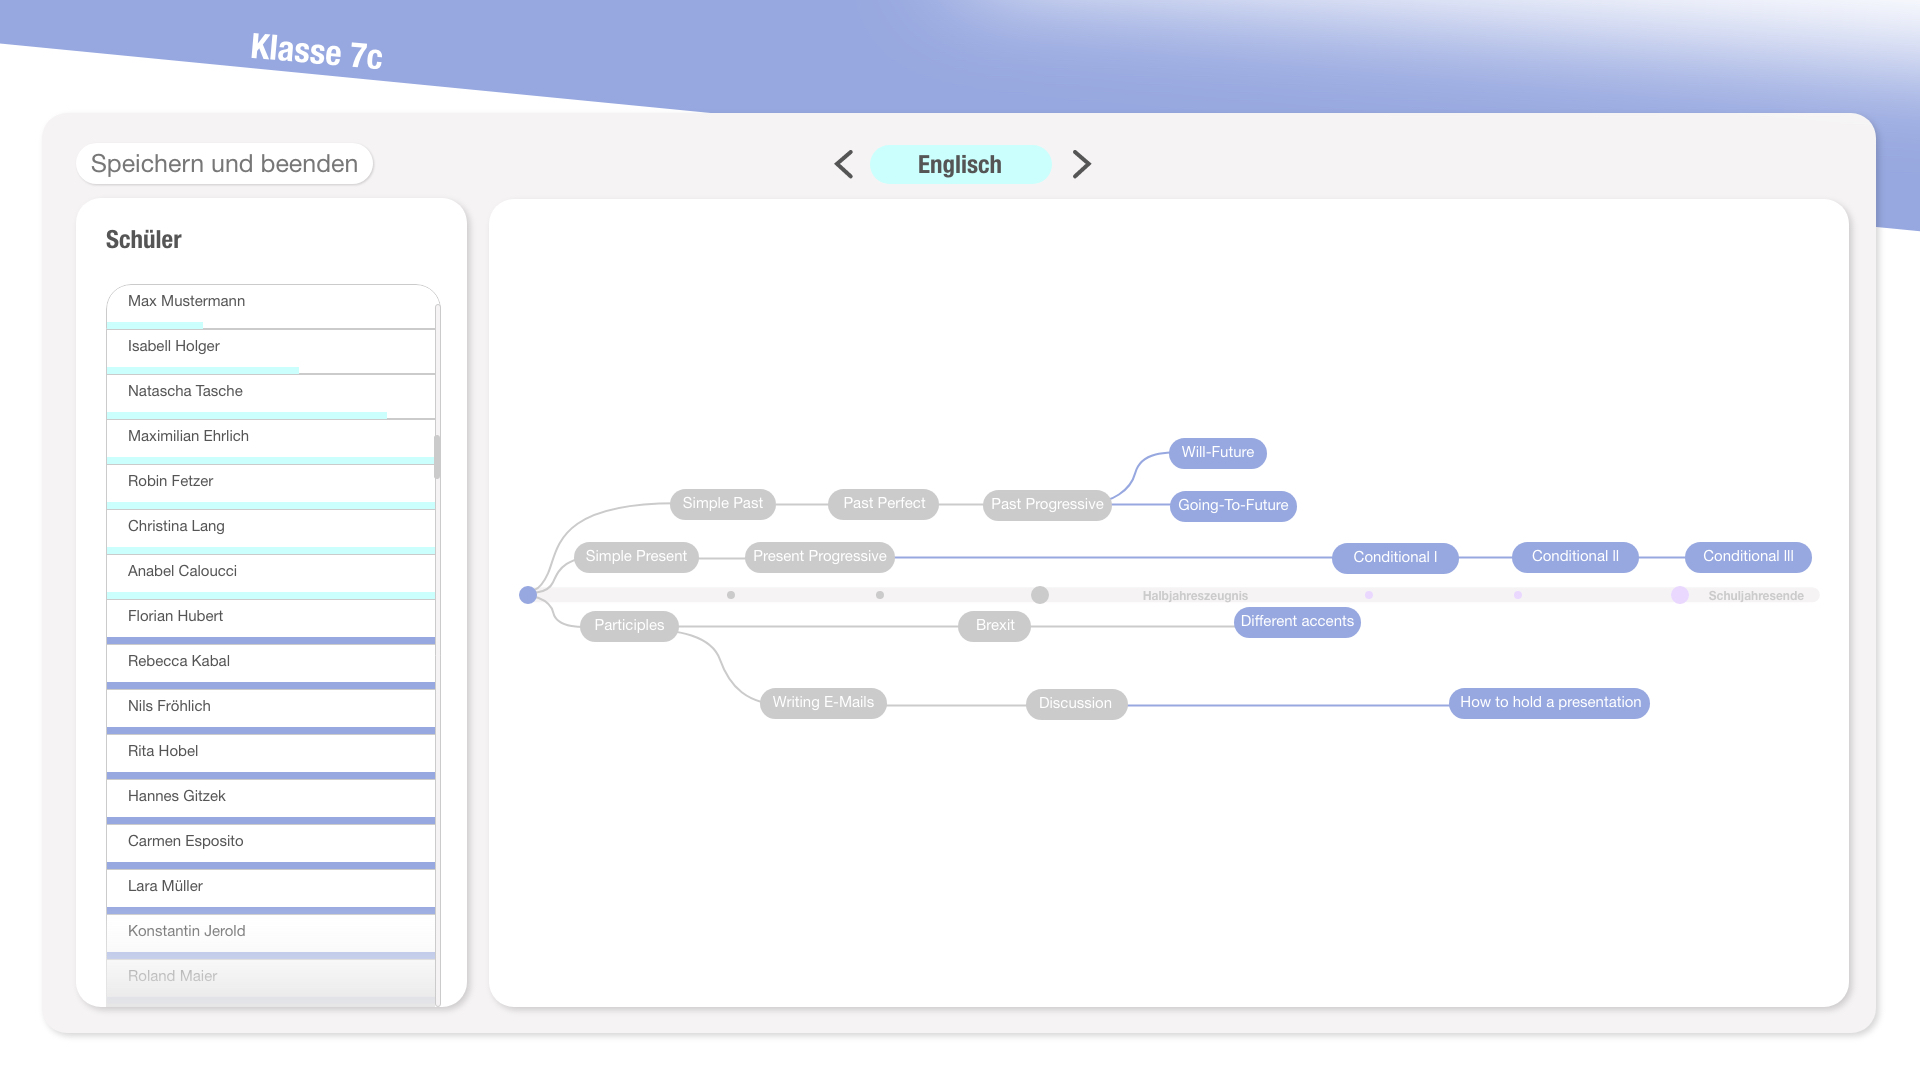 Klasse 7c
Speichern und beenden
Englisch
Schüler
Max Mustermann
Isabell Holger
Natascha Tasche
Maximilian Ehrlich
Robin Fetzer
Christina Lang
Anabel Caloucci
Florian Hubert
Rebecca Kabal
Nils Fröhlich
Rita Hobel
Hannes Gitzek
Carmen Esposito
Lara Müller
Konstantin Jerold
Roland Maier
Will-Future
Simple Past
Past Perfect
Past Progressive
Going-To-Future
Simple Present
Present Progressive
Conditional I
Conditional II
Conditional III
Halbjahreszeugnis
Schuljahresende
Participles
Brexit
Different accents
Writing E-Mails
Discussion
How to hold a presentation